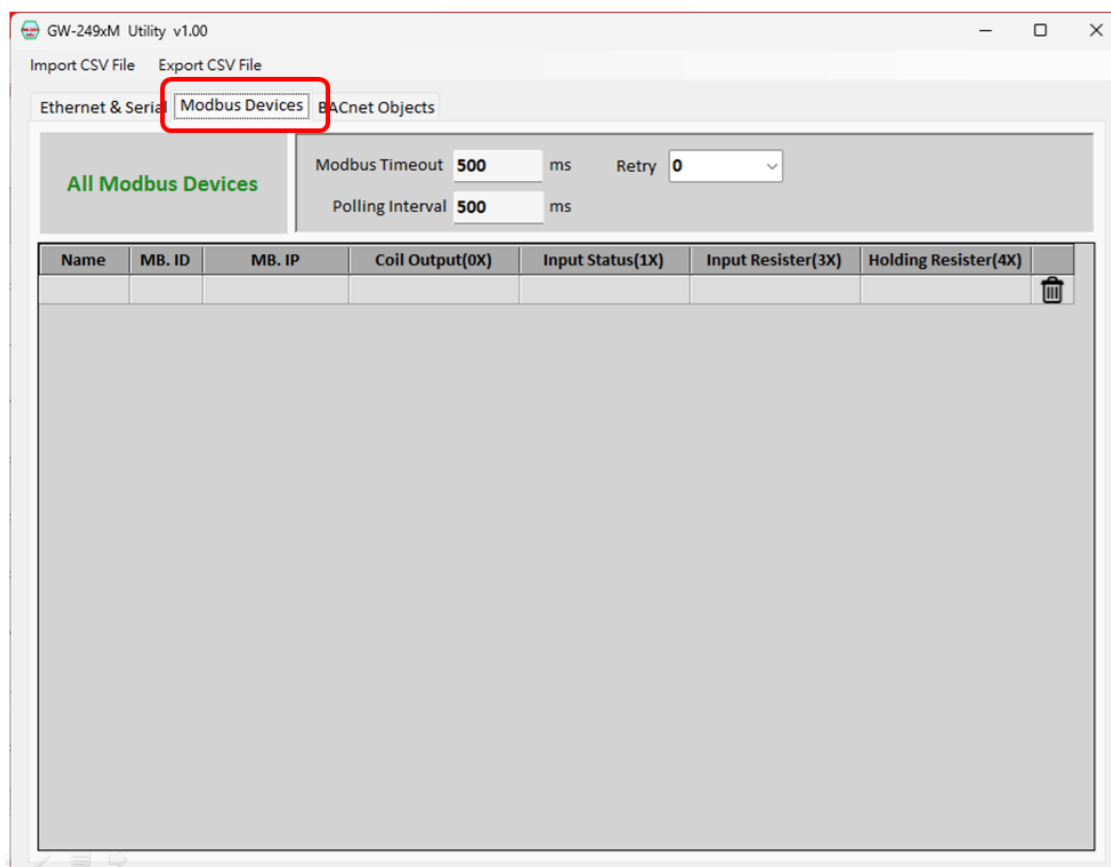 GW-249xM Utility v1.00
Import CSV File Export CSV File
Ethernet & Serial Modbus Devices BACnet Objects
All Modbus Devices
Modbus Timeout 500 ms Retry 0
Polling Interval 500 ms
Name MB. ID MB. IP Coil Output(0X) Input Status(1X) Input Resister(3X) Holding Resister(4X)